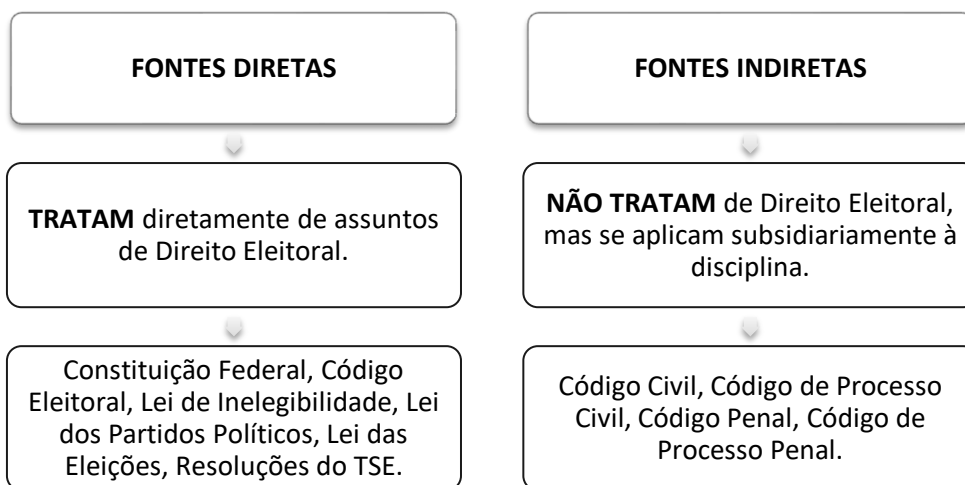 FONTES DIRETAS
TRATAM diretamente de assuntos
de Direito Eleitoral.
Constituição Federal, Código
Eleitoral, Lei de Inelegibilidade, Lei
dos Partidos Políticos, Lei das
Eleições, Resoluções do TSE.
FONTES INDIRETAS
NÃO TRATAM de Direito Eleitoral,
mas se aplicam subsidiariamente à
disciplina.
Código Civil, Código de Processo
Civil, Código Penal, Código de
Processo Penal.